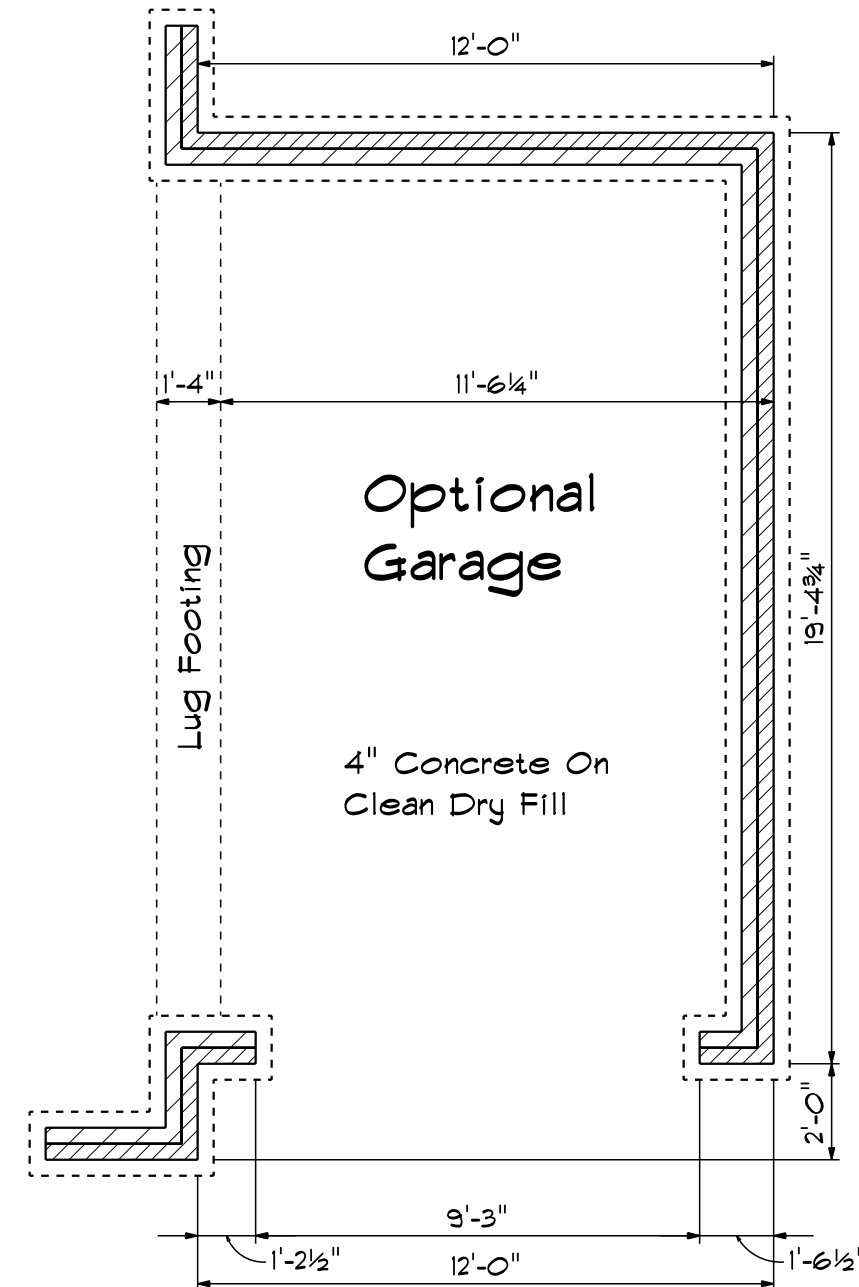 12'-0"
1'-4"
11'-6¼"
Optional
Garage
19'-4¾"
Lug Footing
4" Concrete On
Clean Dry Fill
2'-0"
9'-3"
1'-2½"
1'-6½"
12'-0"